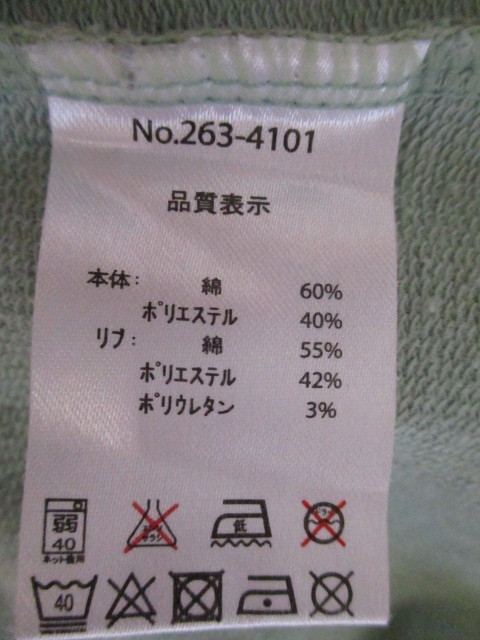 No.263-4101
品質表示
本体: 綿 60%
ポリエステル 40%
リブ: 綿 55%
ポリエステル 42%
ポリウレタン 3%
弱 低
40
ネット使用
40